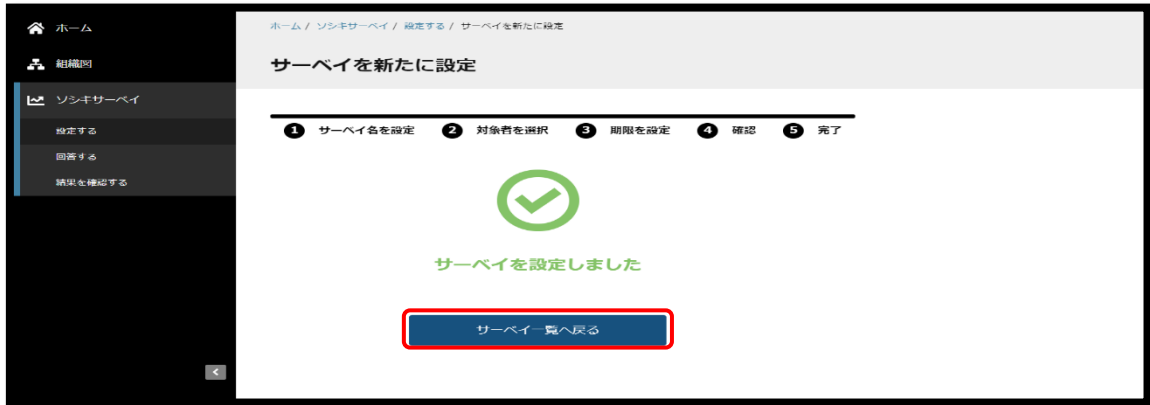 ホーム
組織図
ソシキサーベイ
設定する
回答する
結果を確認する
ホーム / ソシキサーベイ / 設定する / サーベイを新たに設定
サーベイを新たに設定
1 サーベイ名を設定 2 対象者を選択 3 期限を設定 4 確認 5 完了
サーベイを設定しました
サーベイ一覧へ戻る